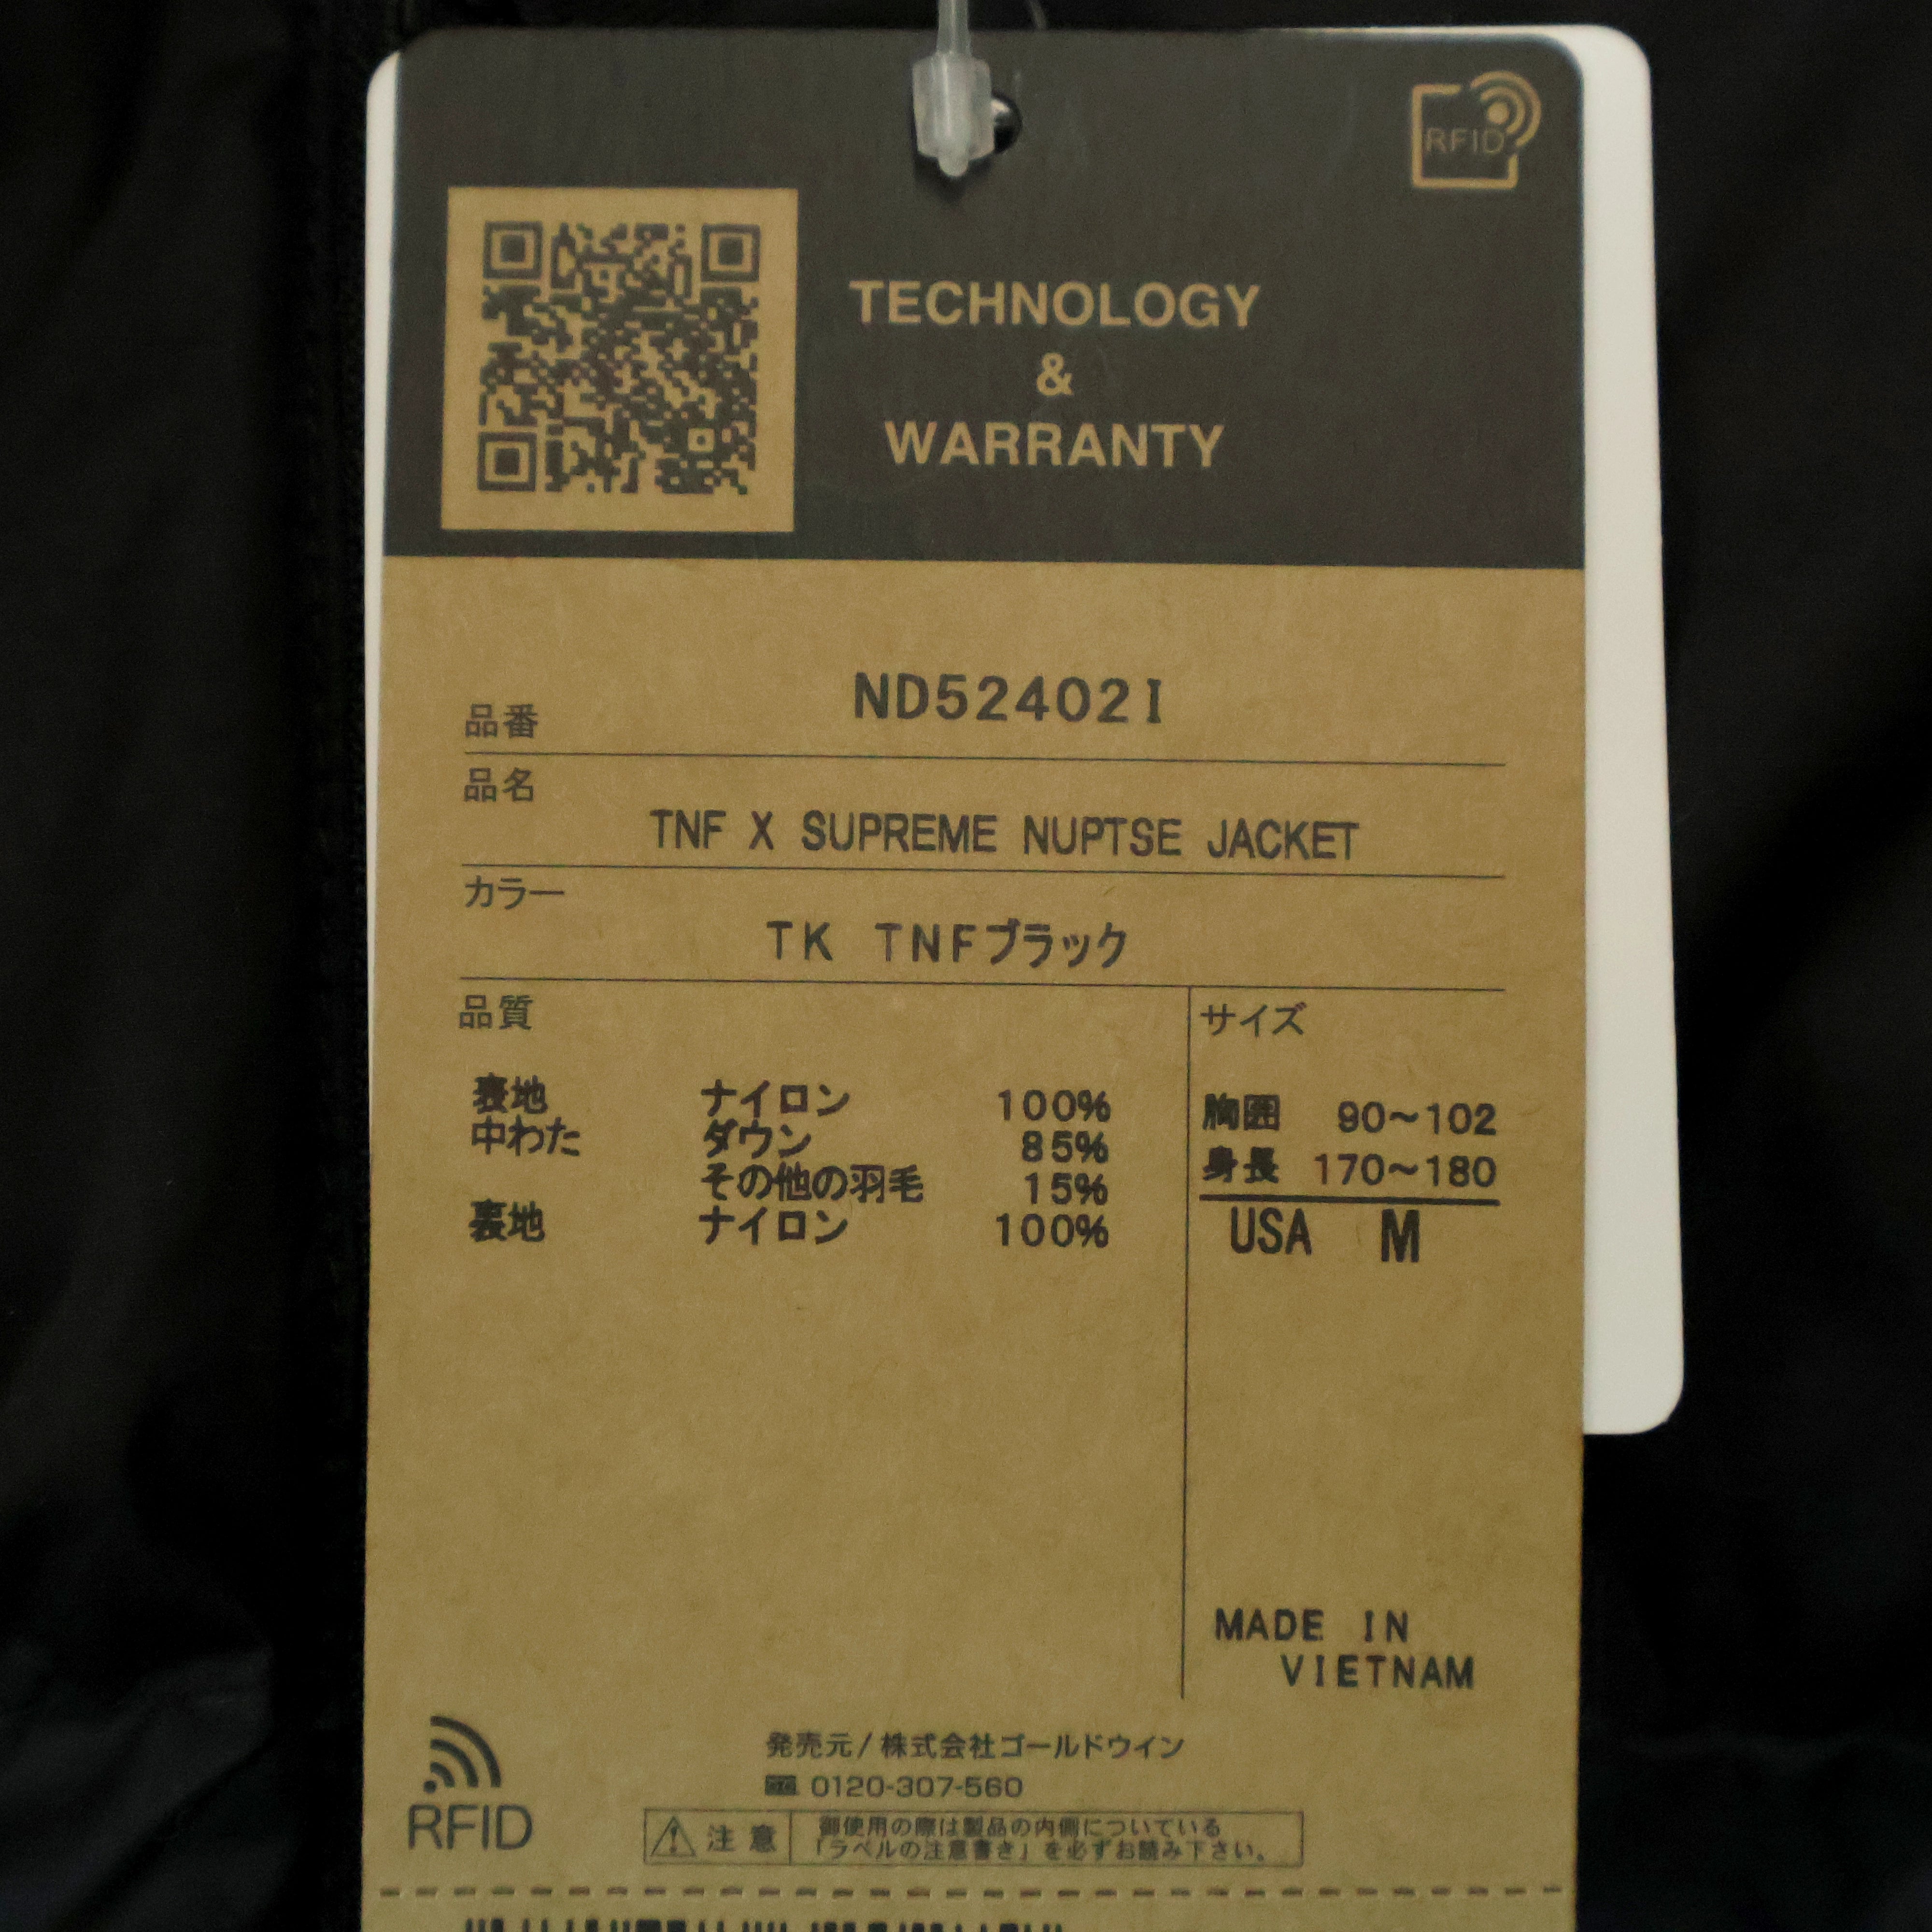 RFID
TECHNOLOGY
&
WARRANTY
品番 ND52402I
品名
TNF X SUPREME NUPTSE JACKET
カラー
TK TNFブラック
品質
表地 ナイロン 100%
中わた ダウン 85%
その他の羽毛 15%
裏地 ナイロン 100%
サイズ
胸囲 90~102
身長 170~180
USA M
MADE IN
VIETNAM
RFID
発売元/株式会社ゴールドウイン
0120-307-560
注意
御使用の際は製品の内側についている
「ラベルの注意書き」を必ずお読み下さい。